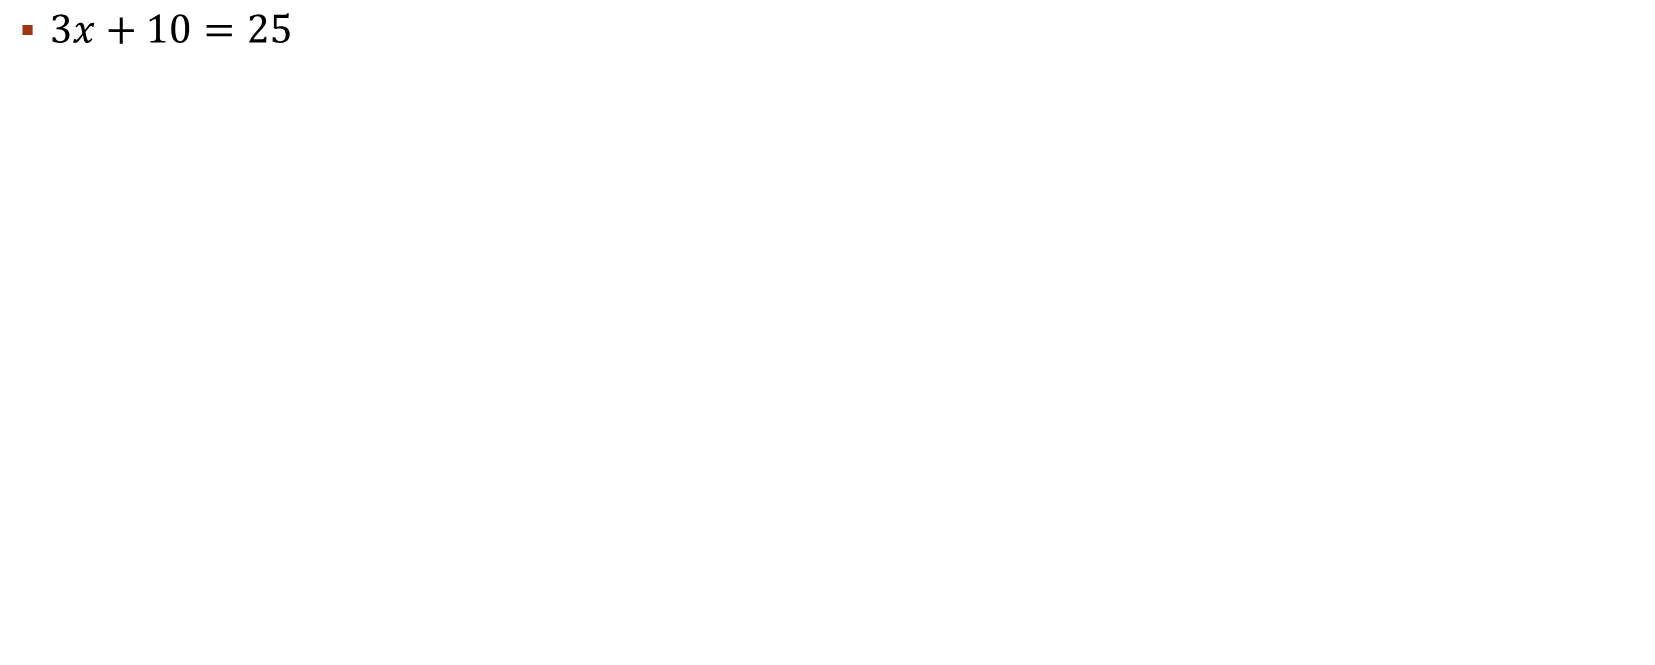 ▪ 3x + 10 = 25